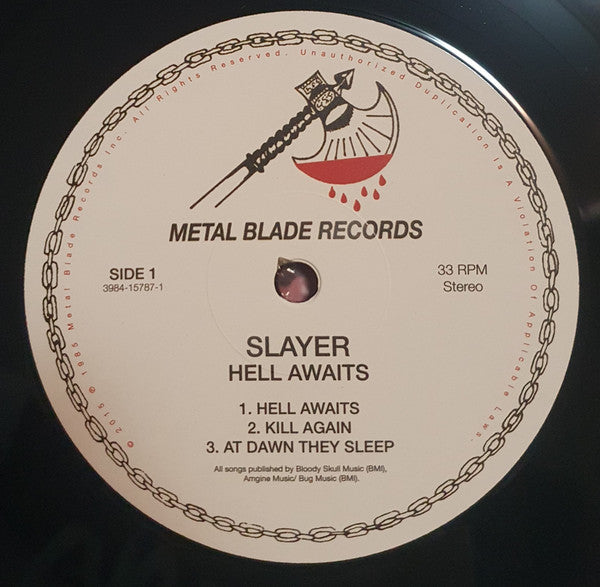 © 2015 ℗ 1985 Metal Blade Records Inc. All Rights Reserved. Unauthorized Duplication Is A Violation Of Applicable Laws.
METAL BLADE RECORDS
SIDE 1
3984-15787-1
33 RPM
Stereo
SLAYER
HELL AWAITS
1. HELL AWAITS
2. KILL AGAIN
3. AT DAWN THEY SLEEP
All songs published by Bloody Skull Music (BMI),
Amgine Music/ Bug Music (BMI).